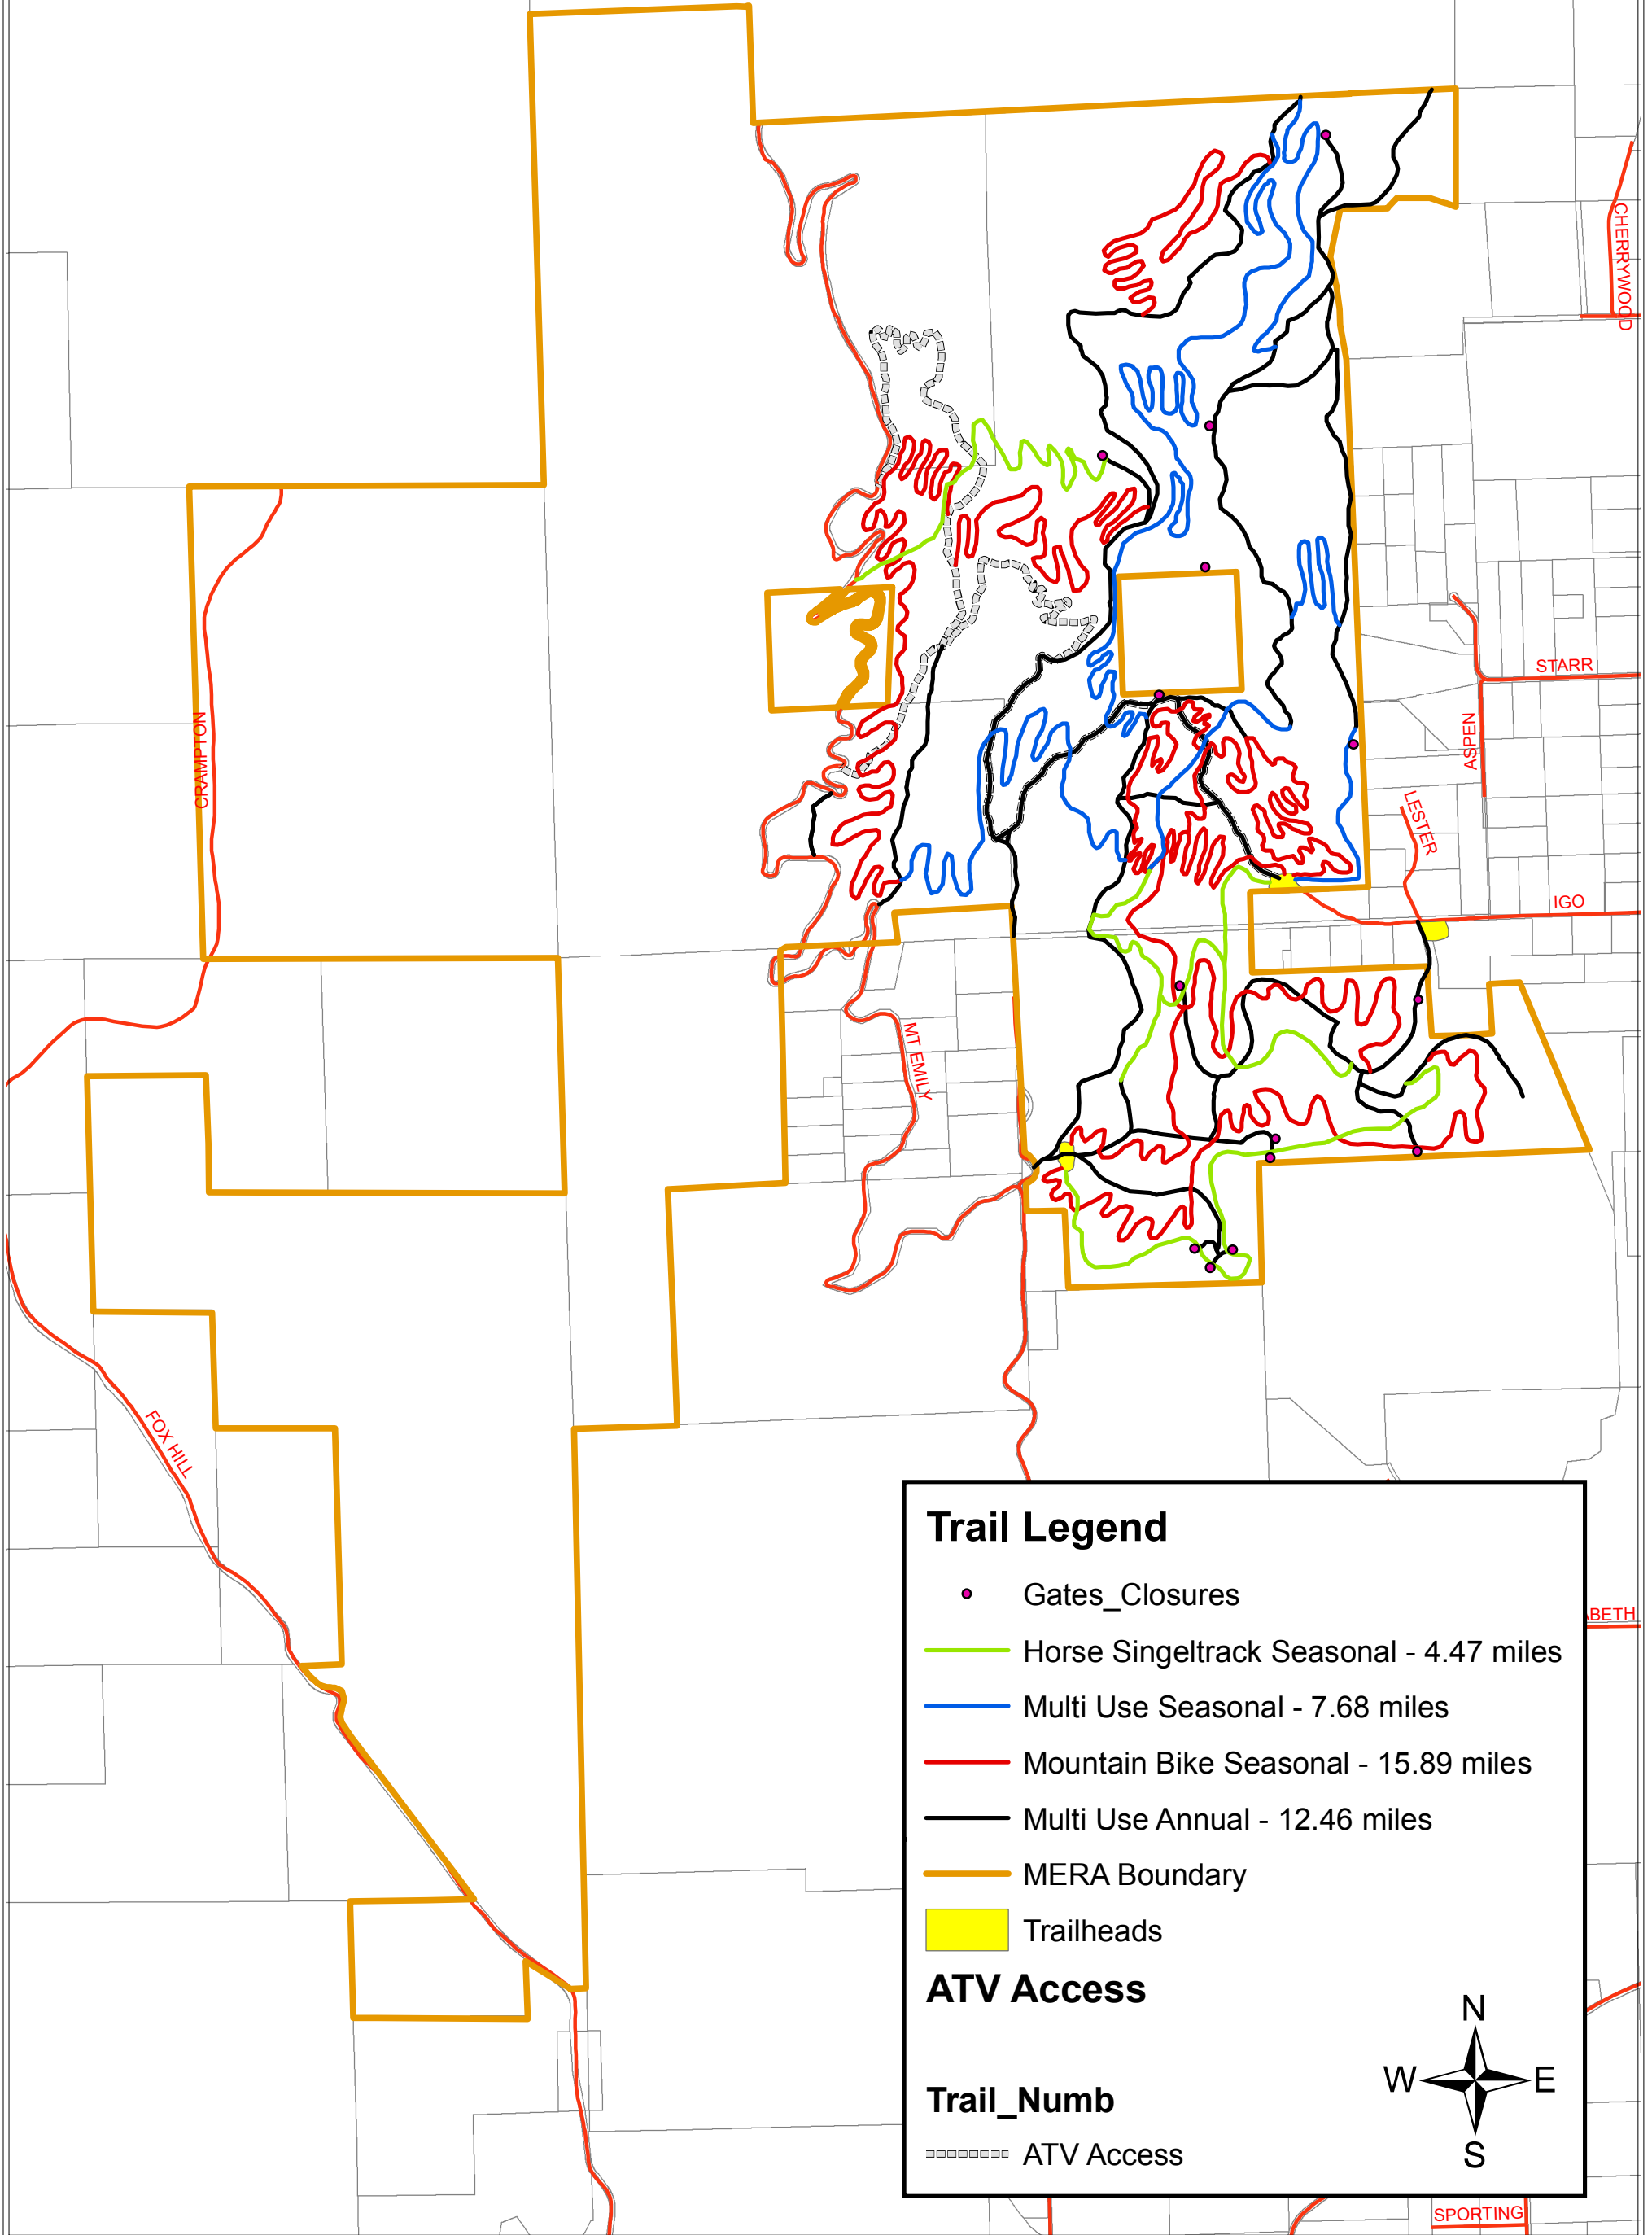 CHERRYWOOD
STARR
ASPEN
CRAMPTON
LESTER
IGO
MT EMILY
FOX HILL
Trail Legend
Gates_Closures
Horse Singeltrack Seasonal - 4.47 miles
ABETH
Multi Use Seasonal - 7.68 miles
Mountain Bike Seasonal - 15.89 miles
Multi Use Annual - 12.46 miles
MERA Boundary
Trailheads
ATV Access
N
W E
Trail_Numb
S
ATV Access
SPORTING